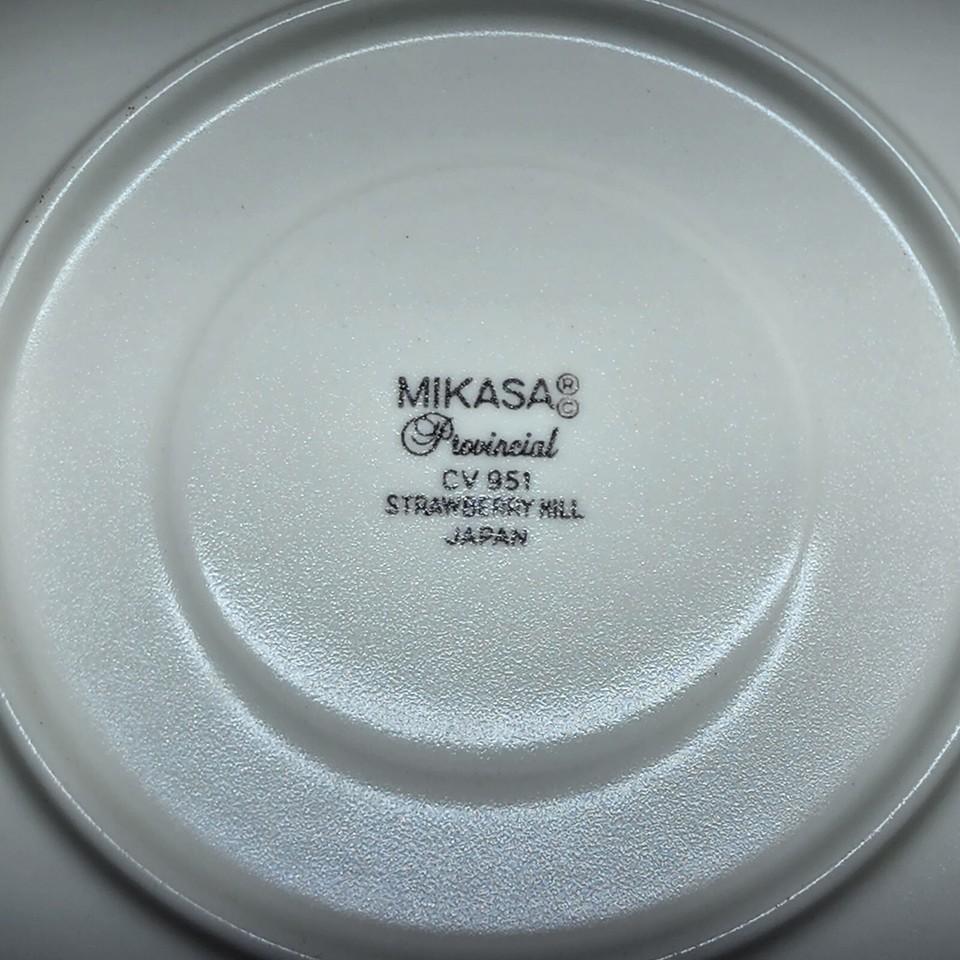 MIKASA®
©
Provincial
CV 951
STRAWBERRY HILL
JAPAN